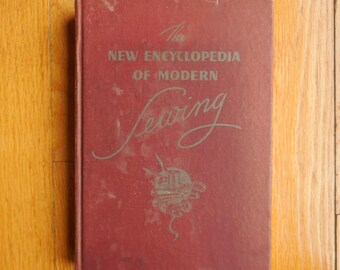 The
NEW ENCYCLOPEDIA
OF MODERN
Sewing